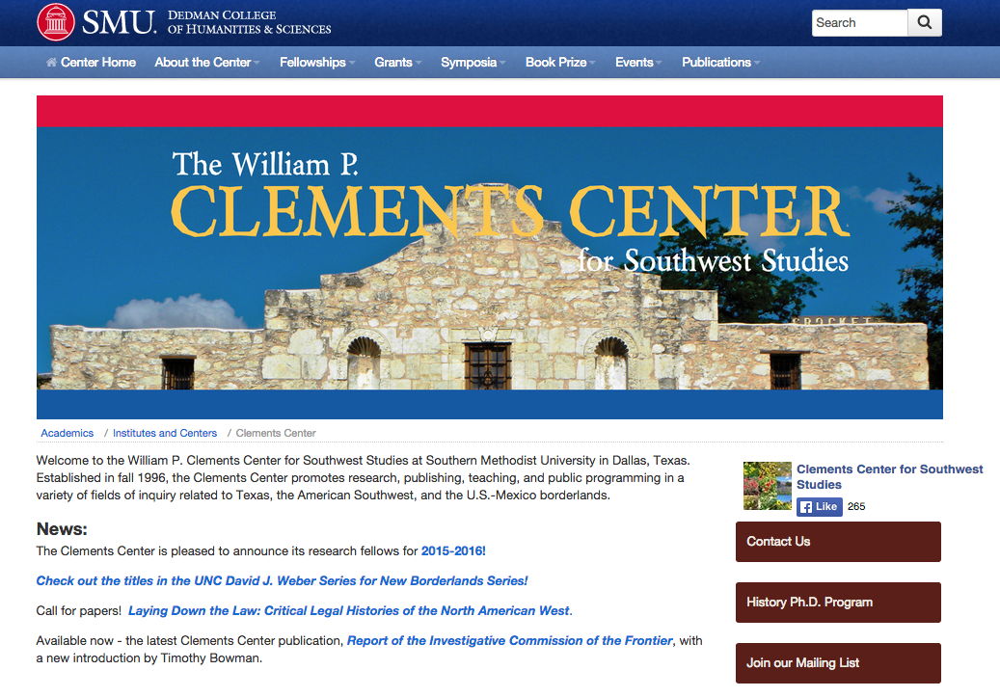 SMU.
DEDMAN COLLEGE
OF HUMANITIES & SCIENCES
Search
Center Home
About the Center
Fellowships
Grants
Symposia
Book Prize
Events
Publications
The William P.
CLEMENTS CENTER
for Southwest Studies
CROCKET
Academics / Institutes and Centers / Clements Center
Welcome to the William P. Clements Center for Southwest Studies at Southern Methodist University in Dallas, Texas.
Established in fall 1996, the Clements Center promotes research, publishing, teaching, and public programming in a
variety of fields of inquiry related to Texas, the American Southwest, and the U.S.-Mexico borderlands.
News:
The Clements Center is pleased to announce its research fellows for 2015-2016!
Check out the titles in the UNC David J. Weber Series for New Borderlands Series!
Call for papers! Laying Down the Law: Critical Legal Histories of the North American West.
Available now - the latest Clements Center publication, Report of the Investigative Commission of the Frontier, with
a new introduction by Timothy Bowman.
Clements Center for Southwest
Studies
Like 265
Contact Us
History Ph.D. Program
Join our Mailing List